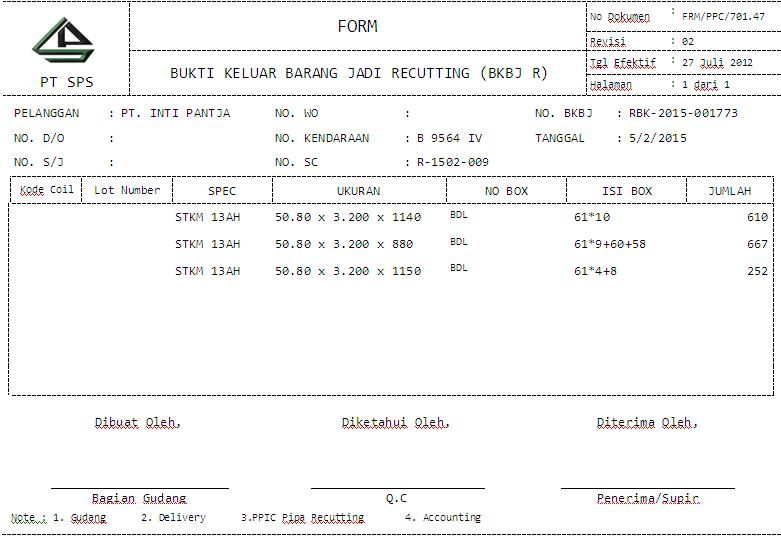 FORM
No Dokumen : FRM/PPC/701.47
Revisi : 02
BUKTI KELUAR BARANG JADI RECUTTING (BKBJ R)
Tgl Efektif : 27 Juli 2012
PT SPS
Halaman : 1 dari 1
PELANGGAN : PT. INTI PANTJA NO. WO : NO. BKBJ : RBK-2015-001773
NO. D/O : NO. KENDARAAN : B 9564 IV TANGGAL : 5/2/2015
NO. S/J : NO. SC : R-1502-009
Kode Coil Lot Number SPEC UKURAN NO BOX ISI BOX JUMLAH
STKM 13AH 50.80 x 3.200 x 1140 BDL 61*10 610
STKM 13AH 50.80 x 3.200 x 880 BDL 61*9+60+58 667
STKM 13AH 50.80 x 3.200 x 1150 BDL 61*4+8 252
Dibuat Oleh, Diketahui Oleh, Diterima Oleh,
Bagian Gudang Q.C Penerima/Supir
Note : 1. Gudang 2. Delivery 3.PPIC Pipa Recutting 4. Accounting